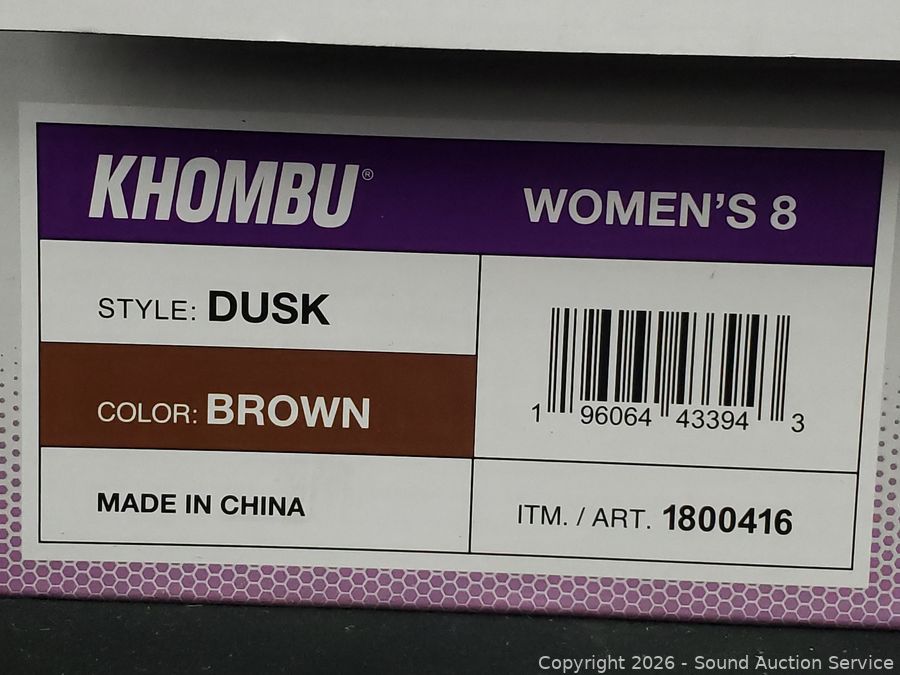 KHOMBU®
WOMEN'S 8
STYLE: DUSK
COLOR: BROWN
MADE IN CHINA
1 96064 43394 3
ITM. / ART. 1800416
Copyright 2026 - Sound Auction Service